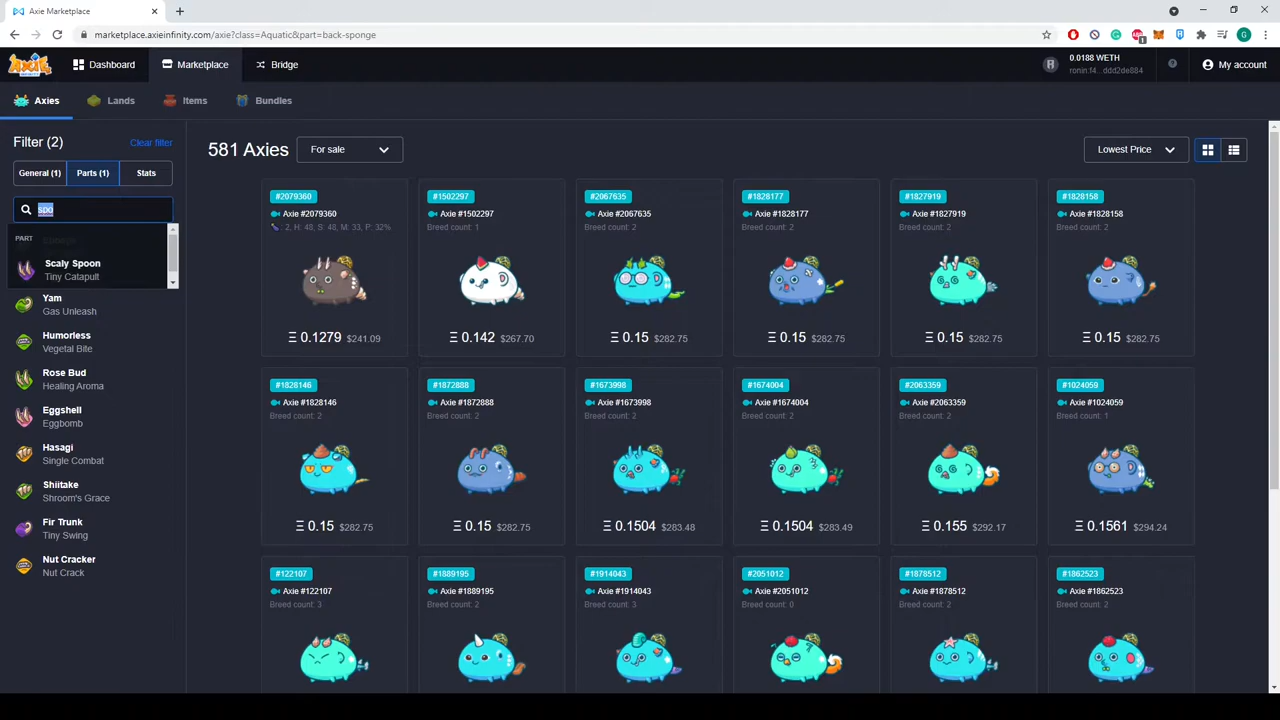 Axie Marketplace
marketplace.axieinfinity.com/axie?class=Aquatic&part=back-sponge
1
G
AXIE
Dashboard
Marketplace
Bridge
0.0188 WETH
ronin:f4...ddd2de884
My account
Axies
Lands
Items
Bundles
Filter (2)
Clear filter
General (1)
Parts (1)
Stats
spo
PART
Scaly Spoon
Tiny Catapult
Yam
Gas Unleash
Humorless
Vegetal Bite
Rose Bud
Healing Aroma
Eggshell
Eggbomb
Hasagi
Single Combat
Shiitake
Shroom's Grace
Fir Trunk
Tiny Swing
Nut Cracker
Nut Crack
581 Axies
For sale
Lowest Price
#2079360
Axie #2079360
: 2, H: 48, S: 48, M: 33, P: 32%
Ξ 0.1279 $241.09
#1502297
Axie #1502297
Breed count: 1
Ξ 0.142 $267.70
#2067635
Axie #2067635
Breed count: 2
Ξ 0.15 $282.75
#1828177
Axie #1828177
Breed count: 2
Ξ 0.15 $282.75
#1827919
Axie #1827919
Breed count: 2
Ξ 0.15 $282.75
#1828158
Axie #1828158
Breed count: 2
Ξ 0.15 $282.75
#1828146
Axie #1828146
Breed count: 2
Ξ 0.15 $282.75
#1872888
Axie #1872888
Breed count: 2
Ξ 0.15 $282.75
#1673998
Axie #1673998
Breed count: 2
Ξ 0.1504 $283.48
#1674004
Axie #1674004
Breed count: 2
Ξ 0.1504 $283.49
#2063359
Axie #2063359
Breed count: 2
Ξ 0.155 $292.17
#1024059
Axie #1024059
Breed count: 1
Ξ 0.1561 $294.24
#122107
Axie #122107
Breed count: 3
#1889195
Axie #1889195
Breed count: 2
#1914043
Axie #1914043
Breed count: 3
#2051012
Axie #2051012
Breed count: 0
#1878512
Axie #1878512
Breed count: 2
#1862523
Axie #1862523
Breed count: 2